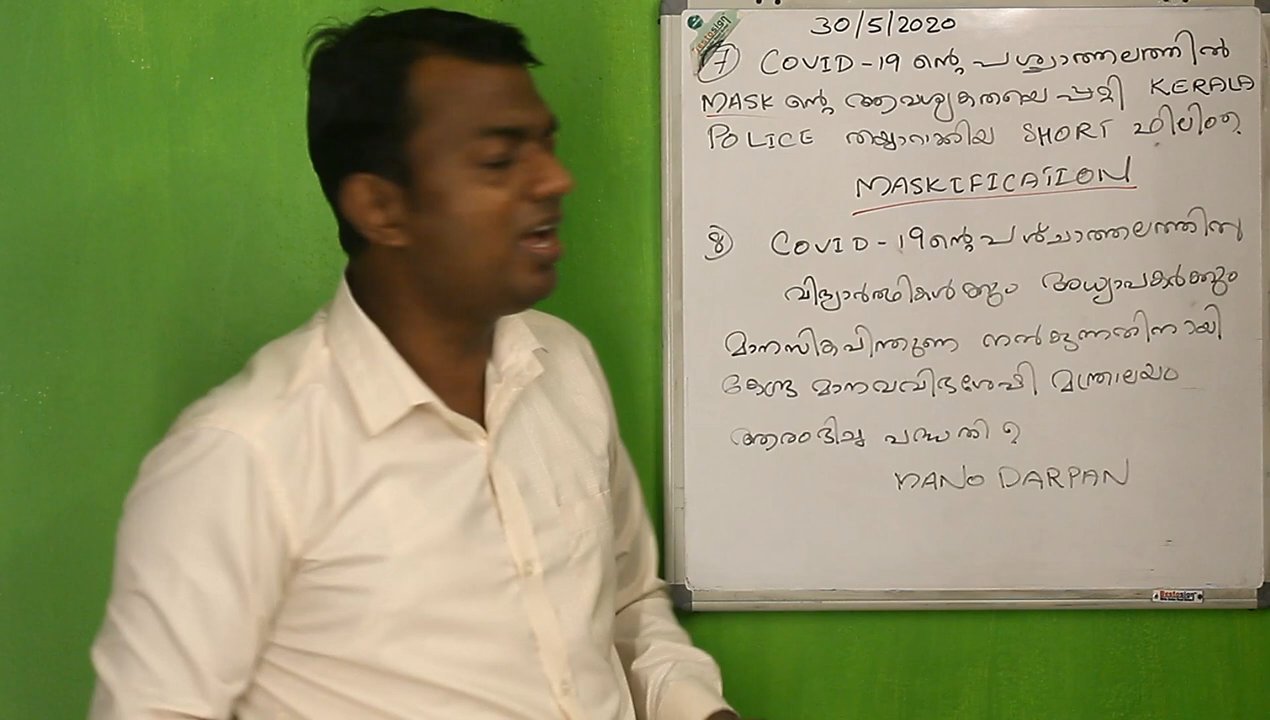 30/5/2020
7 COVID-19 ന്റെ പശ്ചാത്തലത്തിൽ
MASK ന്റെ ആവശ്യകതയെ പ്പറ്റി KERALA
POLICE തയ്യാറാക്കിയ SHORT ഫിലിം?
MASKIFICATION
8 COVID-19 ന്റെ പശ്ചാത്തലത്തിൽ
വിദ്യാർത്ഥികൾക്കും അധ്യാപകർക്കും
മാനസികപിന്തുണ നൽകുന്നതിനായി
കേന്ദ്ര മാനവവിഭശേഷി മന്ത്രാലയം
ആരംഭിച്ച പദ്ധതി ?
MANO DARPAN